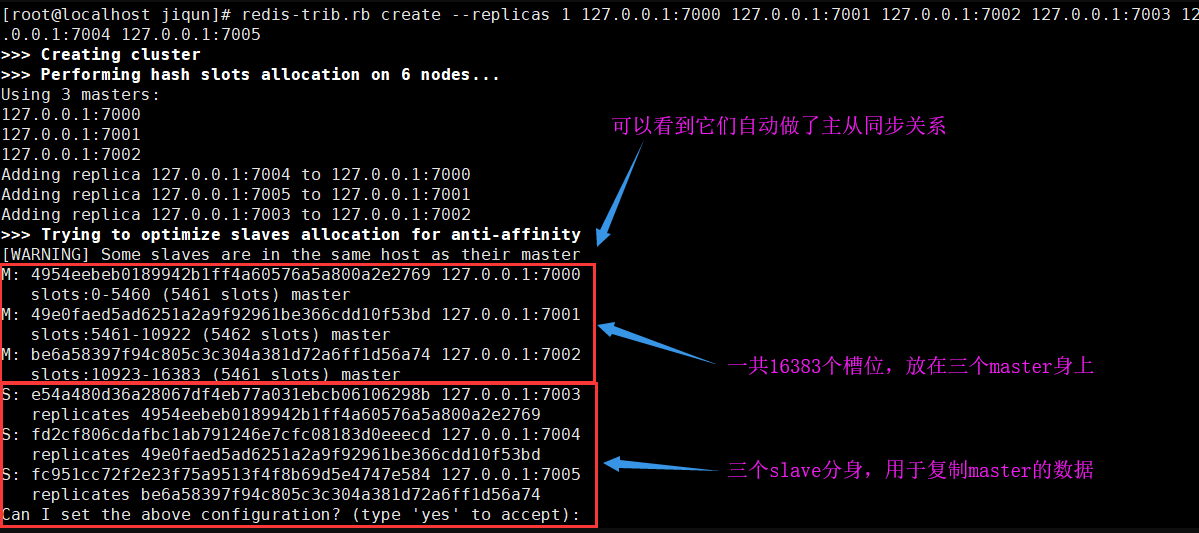 [root@localhost jiqun]# redis-trib.rb create --replicas 1 127.0.0.1:7000 127.0.0.1:7001 127.0.0.1:7002 127.0.0.1:7003 12
.0.0.1:7004 127.0.0.1:7005
>>> Creating cluster
>>> Performing hash slots allocation on 6 nodes...
Using 3 masters:
127.0.0.1:7000
127.0.0.1:7001
127.0.0.1:7002
可以看到它们自动做了主从同步关系
Adding replica 127.0.0.1:7004 to 127.0.0.1:7000
Adding replica 127.0.0.1:7005 to 127.0.0.1:7001
Adding replica 127.0.0.1:7003 to 127.0.0.1:7002
>>> Trying to optimize slaves allocation for anti-affinity
[WARNING] Some slaves are in the same host as their master
M: 4954eebeb0189942b1ff4a60576a5a800a2e2769 127.0.0.1:7000
slots:0-5460 (5461 slots) master
M: 49e0faed5ad6251a2a9f92961be366cdd10f53bd 127.0.0.1:7001
slots:5461-10922 (5462 slots) master
M: be6a58397f94c805c3c304a381d72a6ff1d56a74 127.0.0.1:7002
slots:10923-16383 (5461 slots) master
一共16383个槽位，放在三个master身上
S: e54a480d36a28067df4eb77a031ebcb06106298b 127.0.0.1:7003
replicates 4954eebeb0189942b1ff4a60576a5a800a2e2769
S: fd2cf806cdafbc1ab791246e7cfc08183d0eeecd 127.0.0.1:7004
replicates 49e0faed5ad6251a2a9f92961be366cdd10f53bd
S: fc951cc72f2e23f75a9513f4f8b69d5e4747e584 127.0.0.1:7005
replicates be6a58397f94c805c3c304a381d72a6ff1d56a74
三个slave分身，用于复制master的数据
Can I set the above configuration? (type 'yes' to accept):